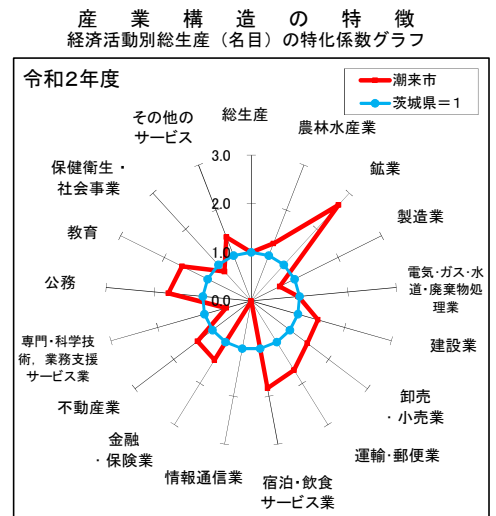 産業構造の特徴
経済活動別総生産（名目）の特化係数グラフ
令和2年度
潮来市
茨城県＝1
総生産
農林水産業
鉱業
製造業
電気・ガス・水
道・廃棄物処
理業
建設業
卸売
・小売業
運輸・郵便業
宿泊・飲食
サービス業
情報通信業
金融
・保険業
不動産業
専門・科学技
術，業務支援
サービス業
公務
教育
保健衛生・
社会事業
その他の
サービス
3.0
2.0
1.0
0.0